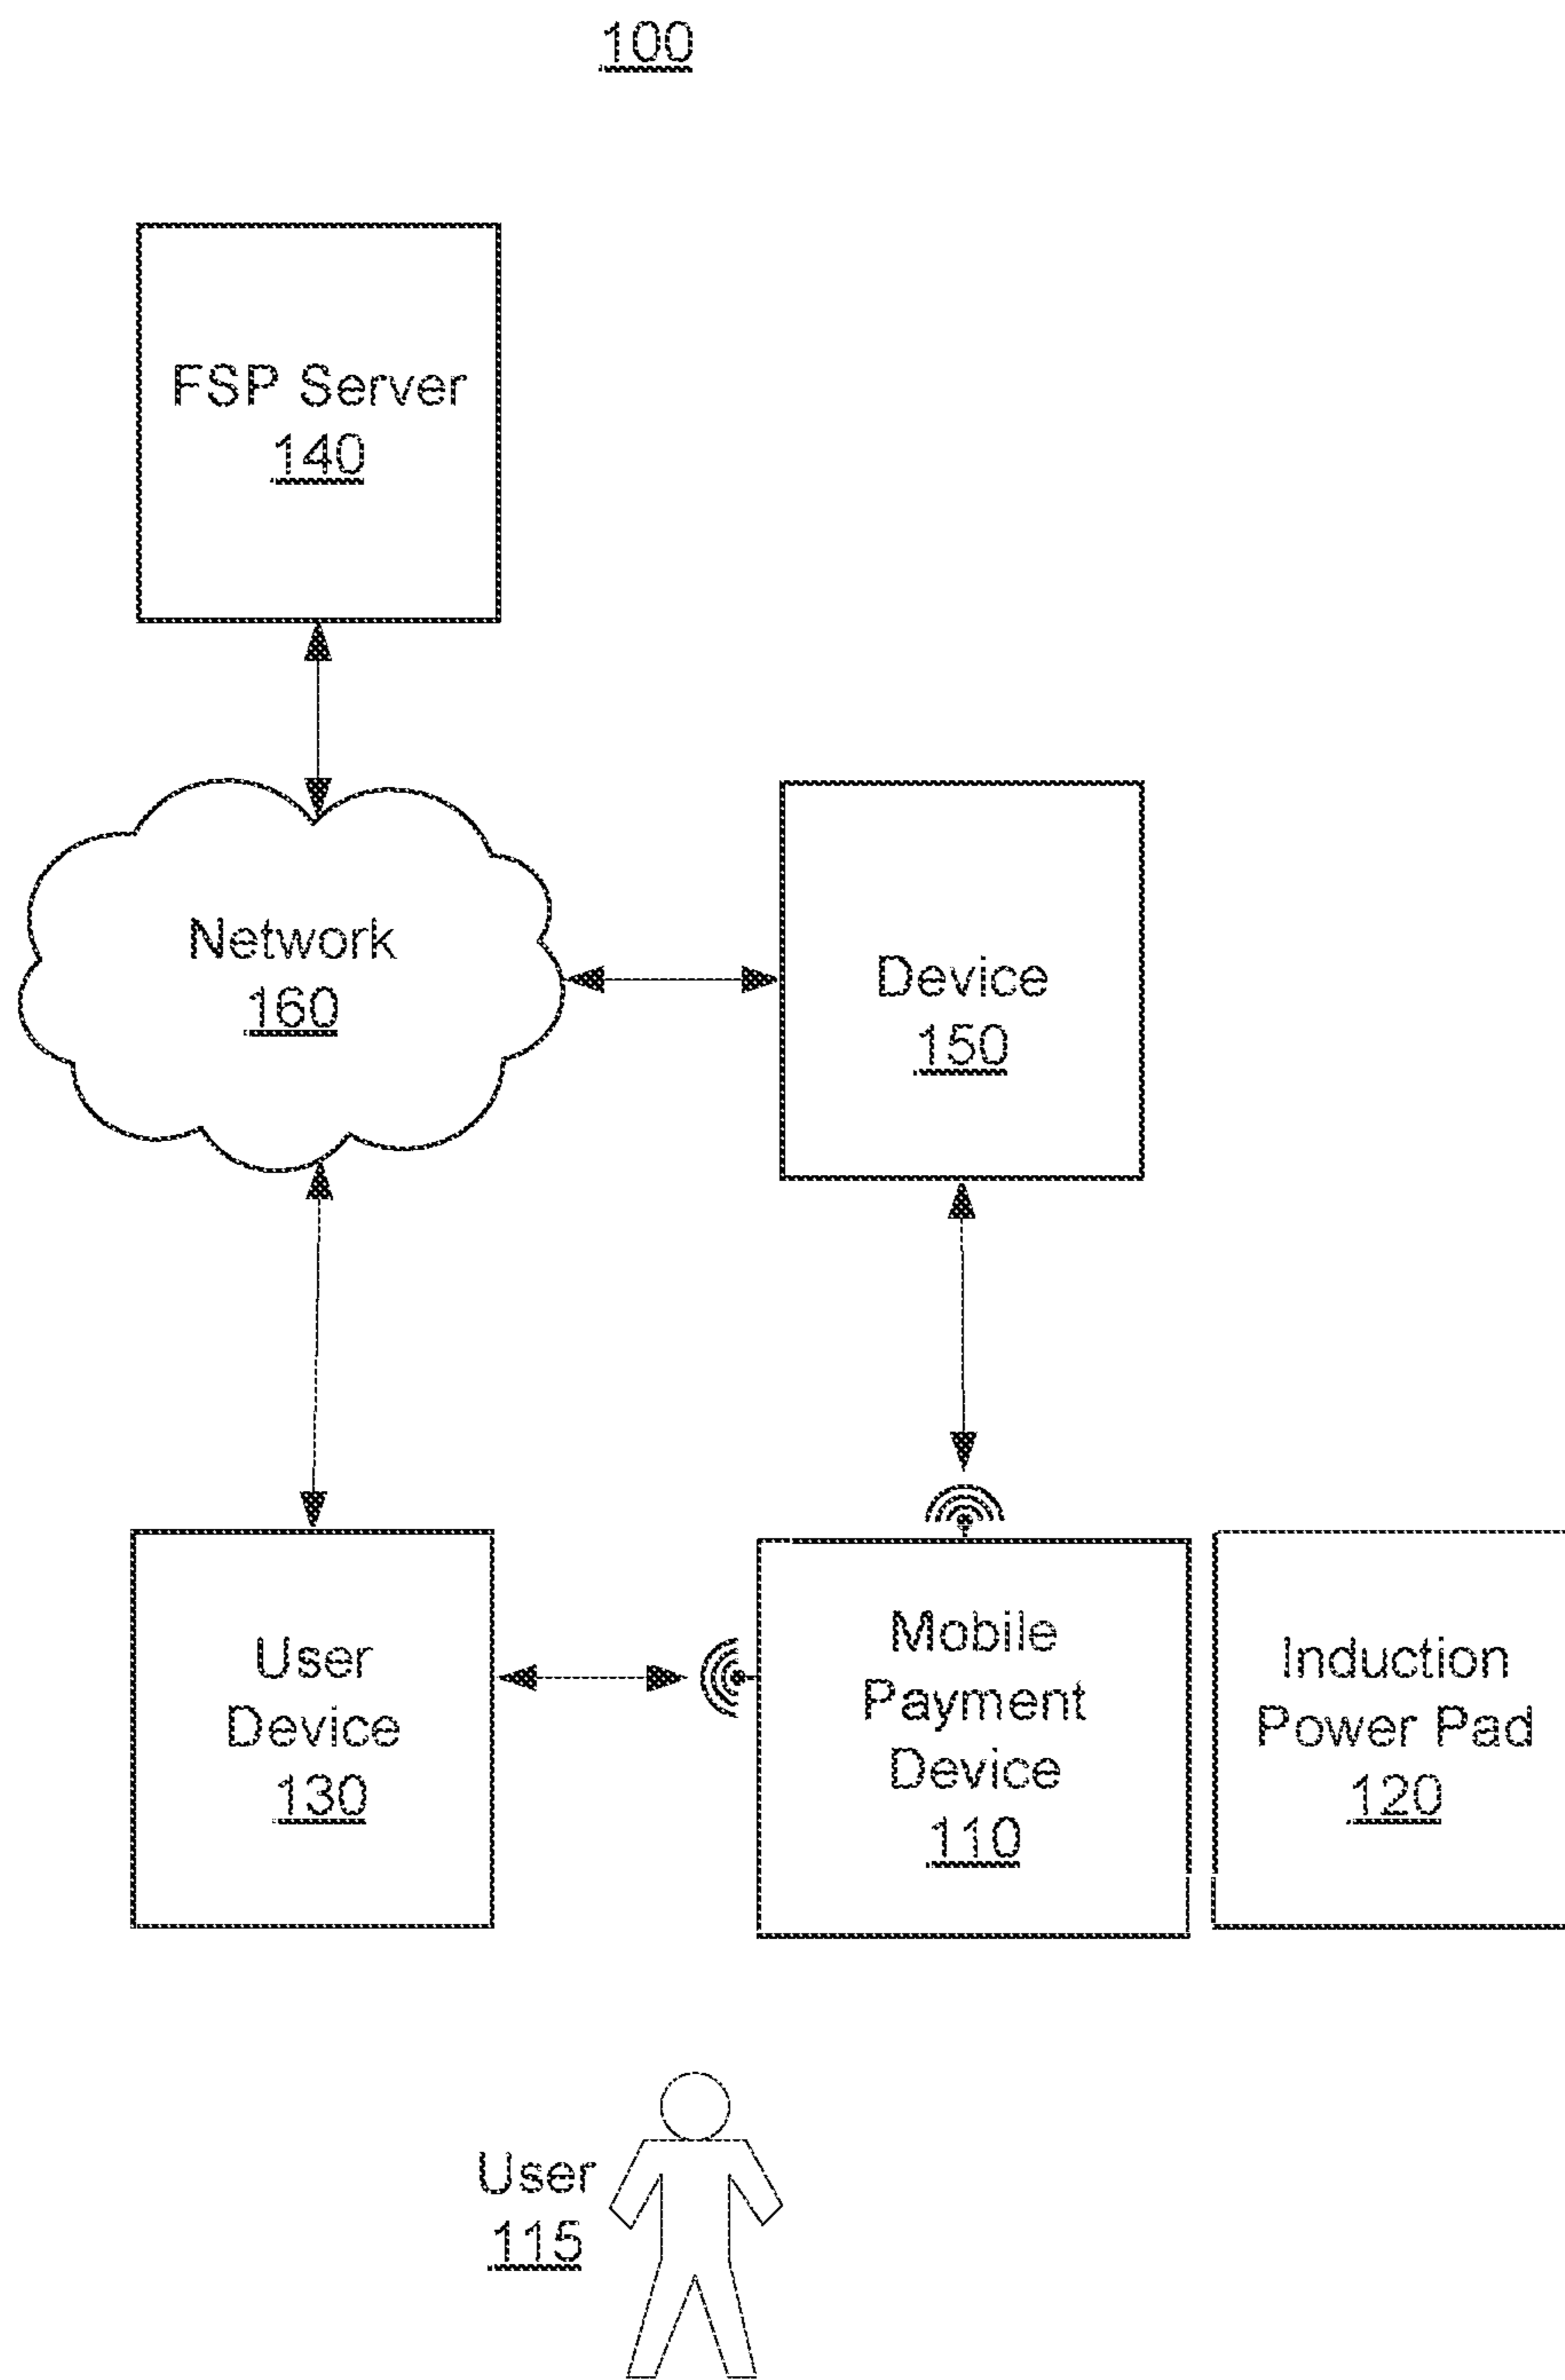 100
FSP Server
140
Network
160
Device
150
User
Device
130
Mobile
Payment
Device
110
Induction
Power Pad
120
User
115